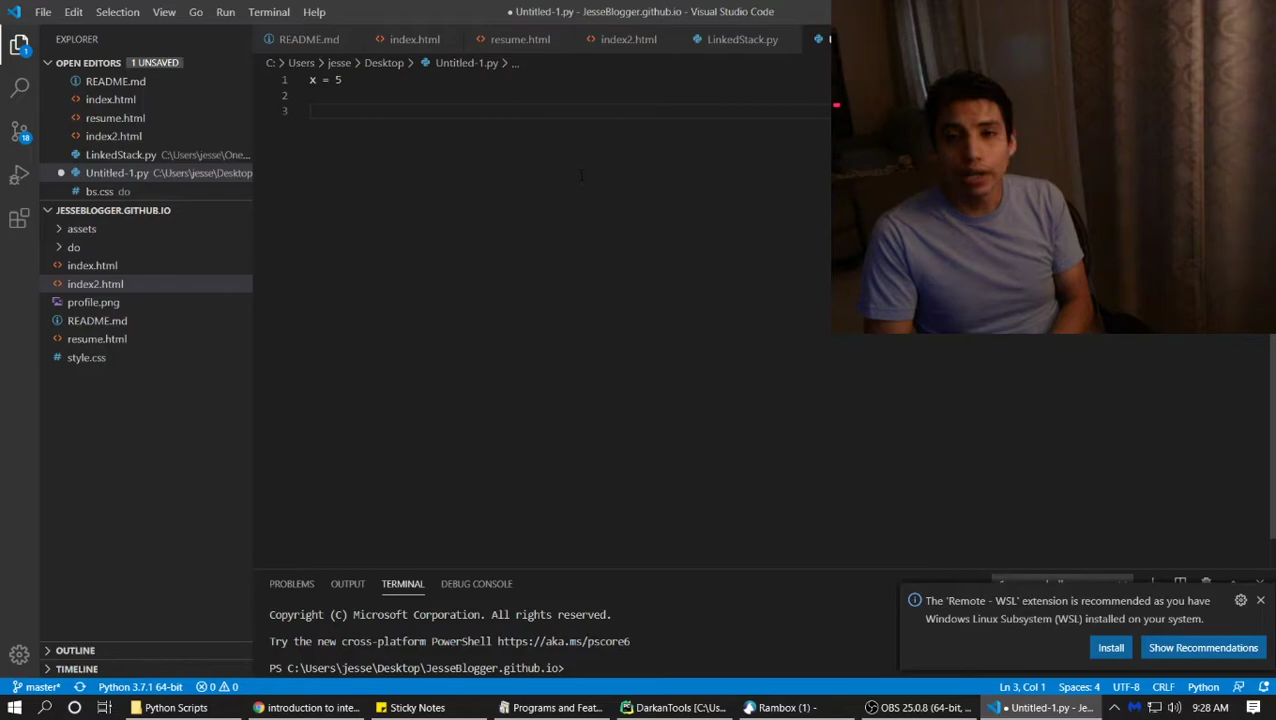 File Edit Selection View Go Run Terminal Help
● Untitled-1.py - JesseBlogger.github.io - Visual Studio Code
EXPLORER
README.md index.html resume.html index2.html LinkedStack.py
OPEN EDITORS 1 UNSAVED
C: > Users > jesse > Desktop > Untitled-1.py > ...
README.md
index.html
resume.html
index2.html
LinkedStack.py C:\Users\jesse\One...
Untitled-1.py C:\Users\jesse\Desktop
bs.css do
1 x = 5
2
3
JESSEBLOGGER.GITHUB.IO
assets
do
index.html
index2.html
profile.png
README.md
resume.html
style.css
OUTLINE
TIMELINE
1
18
PROBLEMS OUTPUT TERMINAL DEBUG CONSOLE
Copyright (C) Microsoft Corporation. All rights reserved.
Try the new cross-platform PowerShell https://aka.ms/pscore6
PS C:\Users\jesse\Desktop\JesseBlogger.github.io>
The 'Remote - WSL' extension is recommended as you have
Windows Linux Subsystem (WSL) installed on your system.
Install Show Recommendations
master* Python 3.7.1 64-bit 0 0 Ln 3, Col 1 Spaces: 4 UTF-8 CRLF Python
Python Scripts introduction to inte... Sticky Notes Programs and Feat... DarkanTools [C:\Us... Rambox (1) - OBS 25.0.8 (64-bit, ... ● Untitled-1.py - Je... 9:28 AM